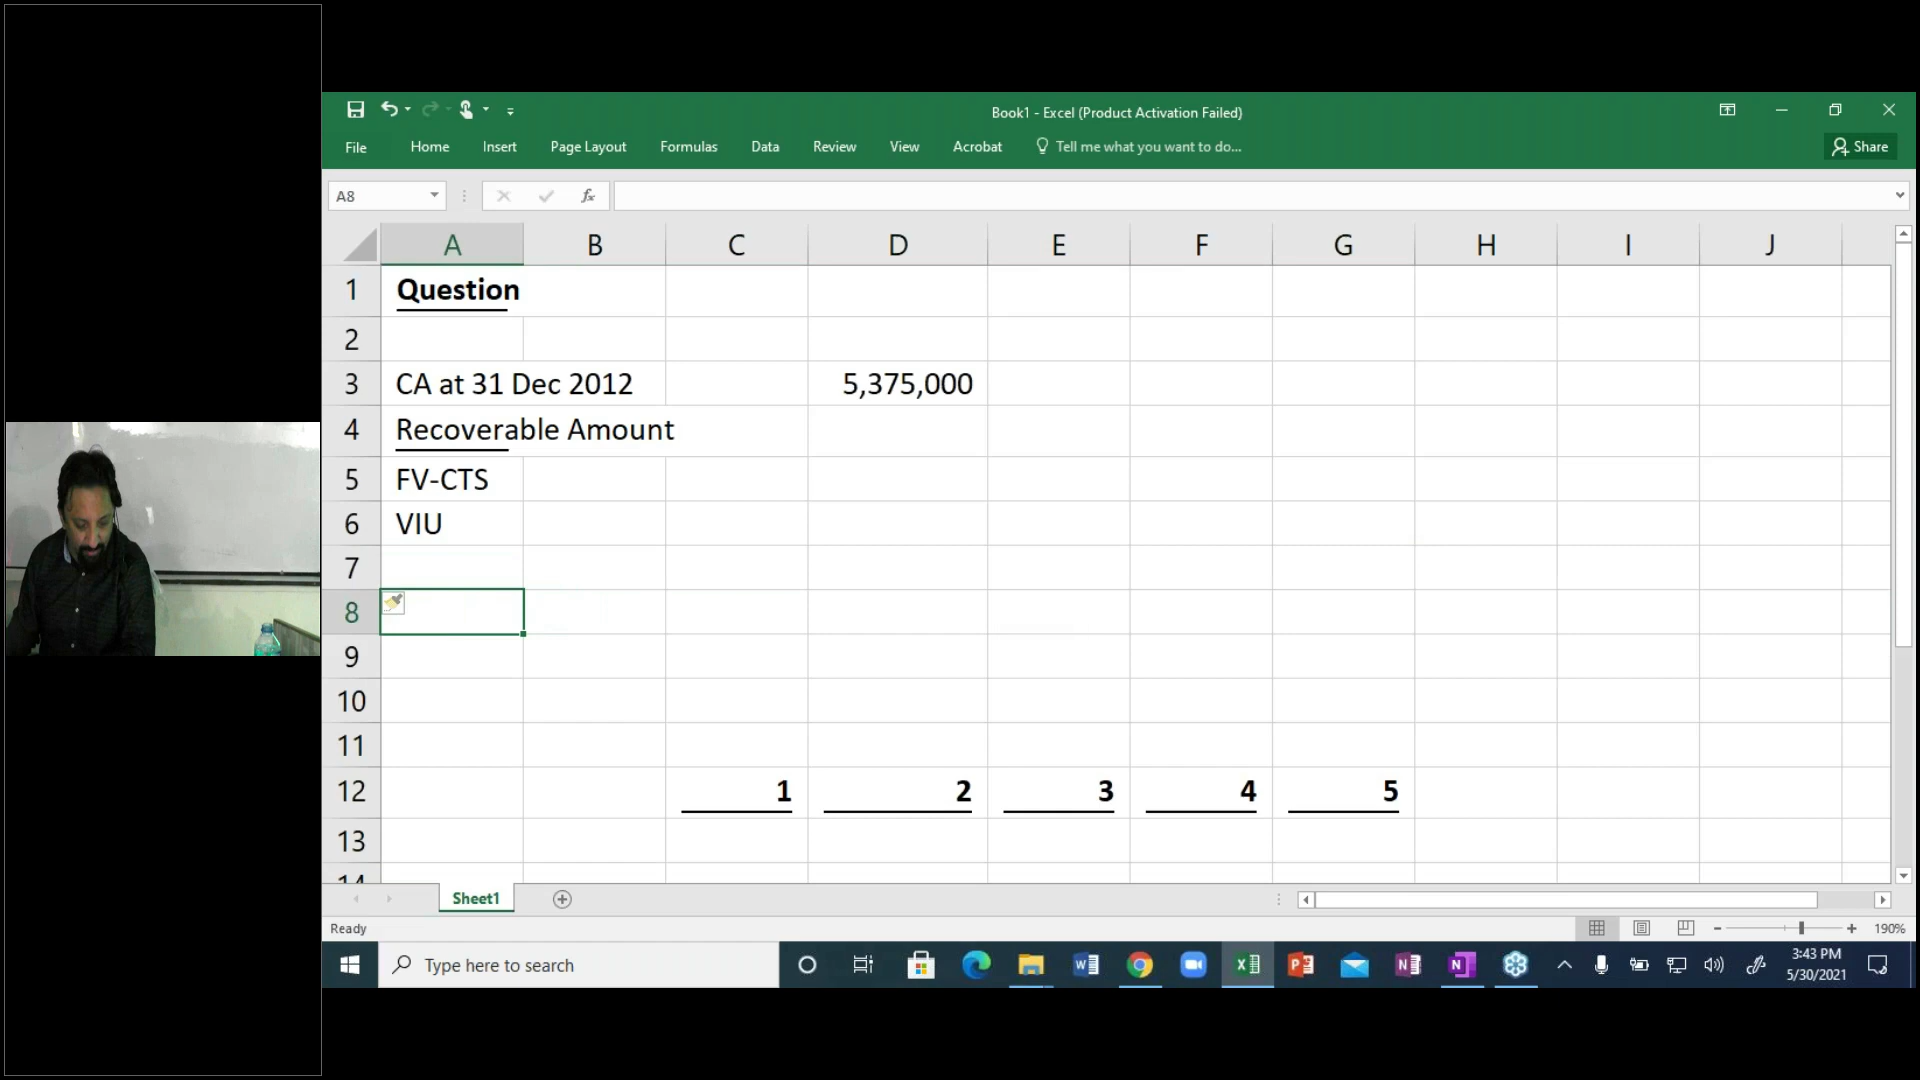 Book1 - Excel (Product Activation Failed)
File Home Insert Page Layout Formulas Data Review View Acrobat Tell me what you want to do... Share
A8 fx
A B C D E F G H I J
1 Question
2
3 CA at 31 Dec 2012 5,375,000
4 Recoverable Amount
5 FV-CTS
6 VIU
7
8
9
10
11
12 1 2 3 4 5
13
14
Sheet1
Ready 190%
Type here to search 3:43 PM
5/30/2021